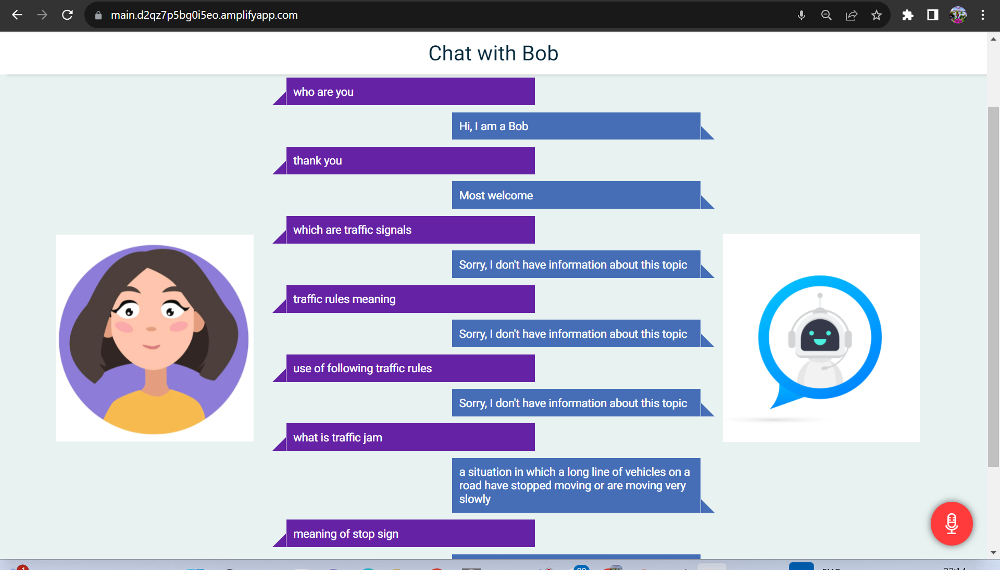 main.d2qz7p5bg0i5eo.amplifyapp.com
Chat with Bob
who are you
Hi, I am a Bob
thank you
Most welcome
which are traffic signals
Sorry, I don't have information about this topic
traffic rules meaning
Sorry, I don't have information about this topic
use of following traffic rules
Sorry, I don't have information about this topic
what is traffic jam
a situation in which a long line of vehicles on a
road have stopped moving or are moving very
slowly
meaning of stop sign